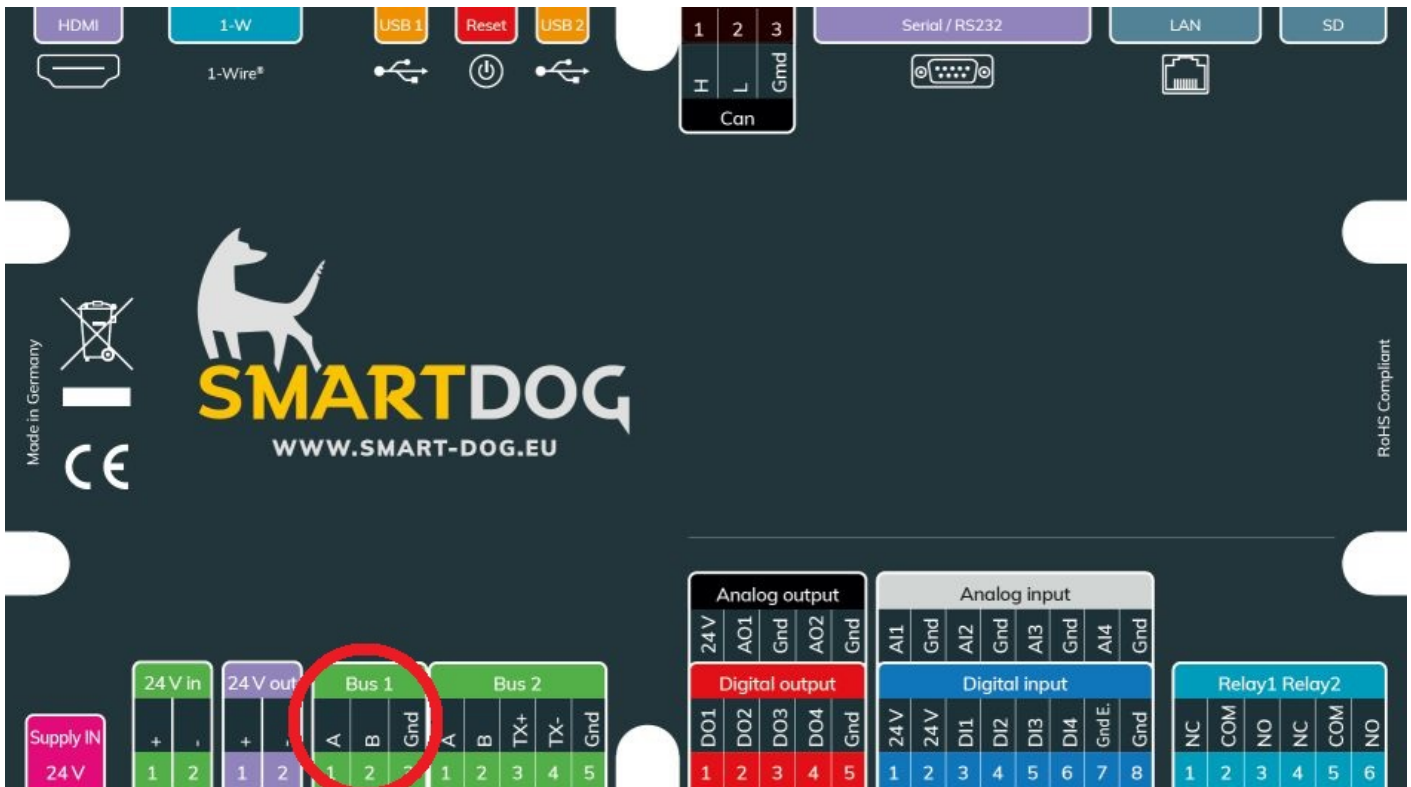 HDMI 1-W USB 1 Reset USB 2 1 2 3 Serial / RS232 LAN SD
1-Wire® H L Gmd
Can
Made in Germany
CE
SMARTDOG
WWW.SMART-DOG.EU
RoHS Compliant
Analog output Analog input
24 V AO1 Gnd AO2 Gnd AI1 Gnd AI2 Gnd AI3 Gnd AI4 Gnd
24 V in 24 V out Bus 1 Bus 2 Digital output Digital input Relay1 Relay2
Supply IN + - + - A B Gnd A B TX+ TX- Gnd DO1 DO2 DO3 DO4 Gnd 24 V 24 V DI1 DI2 DI3 DI4 Gnd E. Gnd NC COM NO NC COM NO
24 V 1 2 1 2 1 2 3 1 2 3 4 5 1 2 3 4 5 1 2 3 4 5 6 7 8 1 2 3 4 5 6